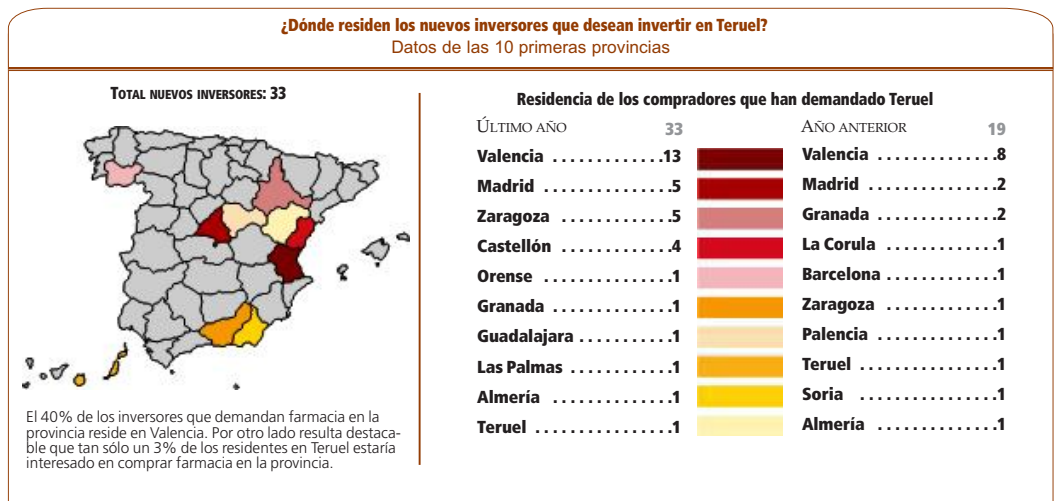 ¿Dónde residen los nuevos inversores que desean invertir en Teruel?
Datos de las 10 primeras provincias
TOTAL NUEVOS INVERSORES: 33
El 40% de los inversores que demandan farmacia en la
provincia reside en Valencia. Por otro lado resulta destaca-
ble que tan sólo un 3% de los residentes en Teruel estaría
interesado en comprar farmacia en la provincia.
Residencia de los compradores que han demandado Teruel
ÚLTIMO AÑO 33
Valencia .............13
Madrid ...............5
Zaragoza .............5
Castellón .............4
Orense ................1
Granada ..............1
Guadalajara ...........1
Las Palmas ............1
Almería ...............1
Teruel ................1
AÑO ANTERIOR 19
Valencia ..............8
Madrid ...............2
Granada ..............2
La Corula .............1
Barcelona .............1
Zaragoza .............1
Palencia ..............1
Teruel ................1
Soria ................1
Almería ...............1